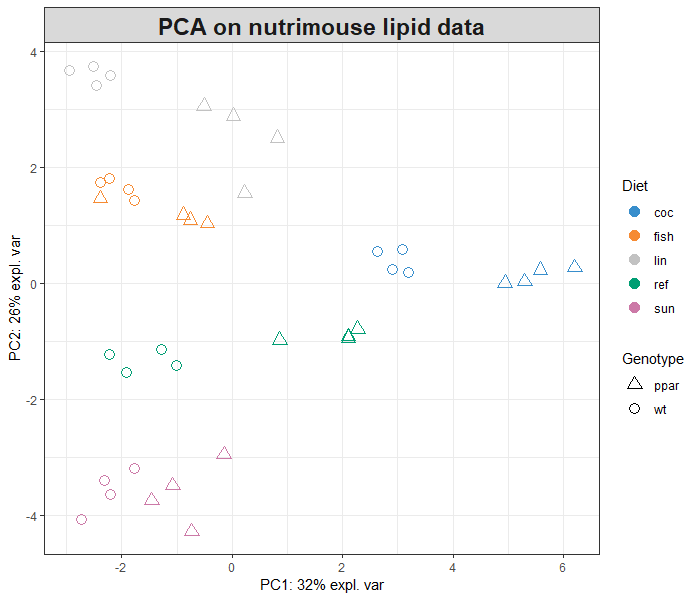 PCA on nutrimouse lipid data
4
2
0
-2
-4
PC2: 26% expl. var
-2 0 2 4 6
PC1: 32% expl. var
Diet
coc
fish
lin
ref
sun
Genotype
ppar
wt